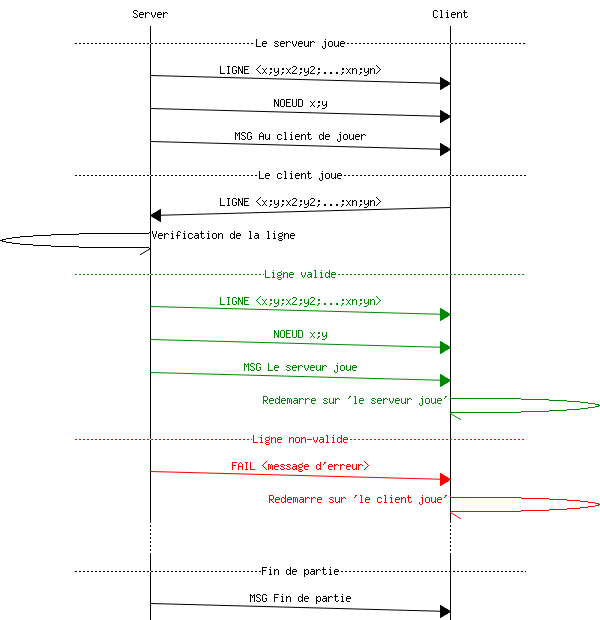 Server Client
Le serveur joue
LIGNE <x;y;x2;y2;...;xn;yn>
NOEUD x;y
MSG Au client de jouer
Le client joue
LIGNE <x;y;x2;y2;...;xn;yn>
Verification de la ligne
Ligne valide
LIGNE <x;y;x2;y2;...;xn;yn>
NOEUD x;y
MSG Le serveur joue
Redemarre sur 'le serveur joue'
Ligne non-valide
FAIL <message d'erreur>
Redemarre sur 'le client joue'
Fin de partie
MSG Fin de partie